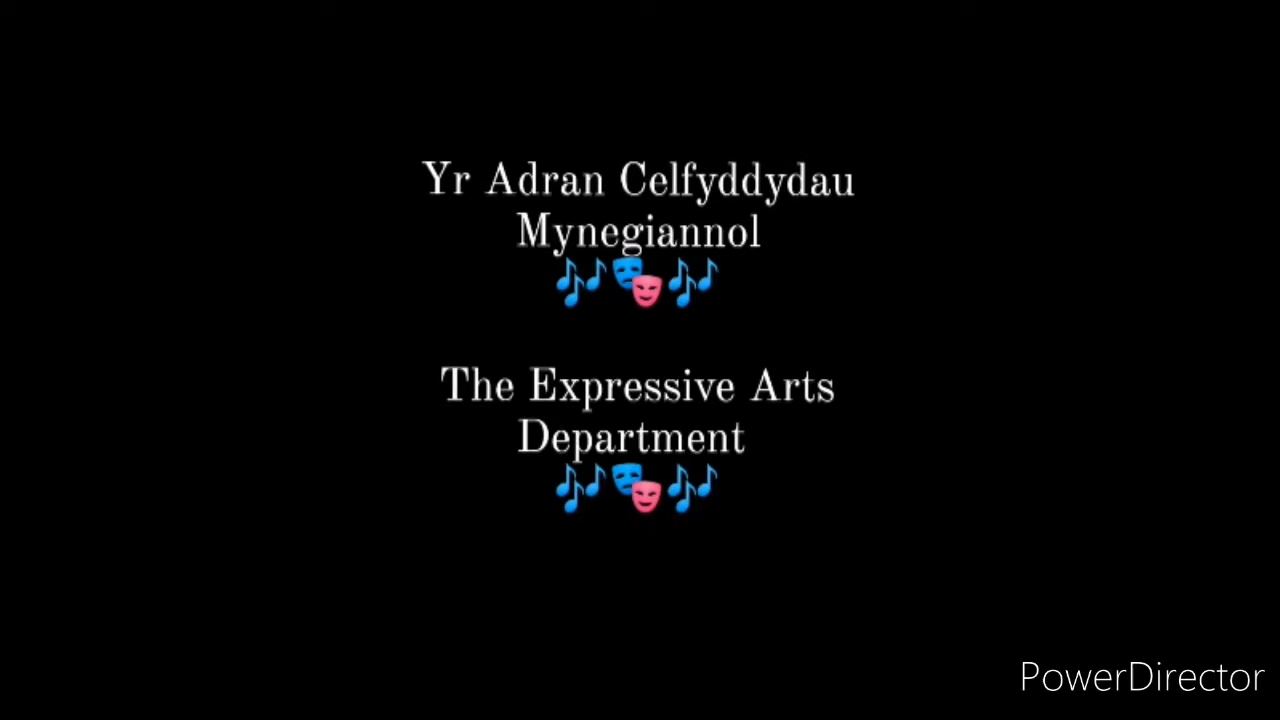 Yr Adran Celfyddydau
Mynegiannol
🎶🎭🎶
The Expressive Arts
Department
🎶🎭🎶
PowerDirector